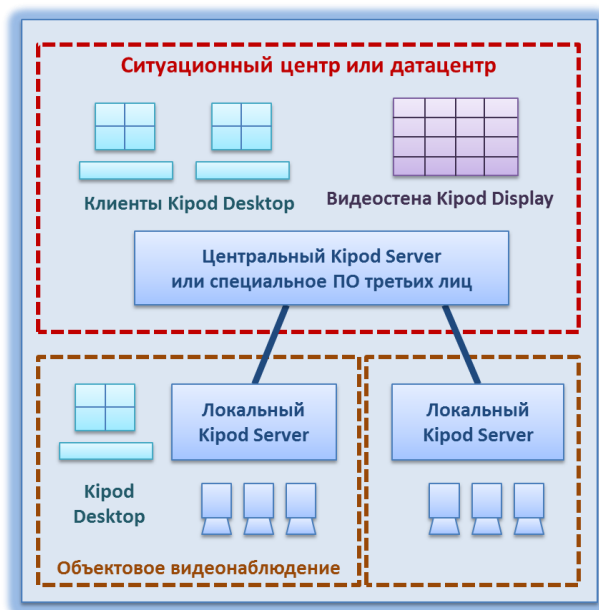 Ситуационный центр или датацентр
Клиенты Kipod Desktop
Видеостена Kipod Display
Центральный Kipod Server
или специальное ПО третьих лиц
Локальный
Kipod Server
Локальный
Kipod Server
Kipod
Desktop
Объектовое видеонаблюдение